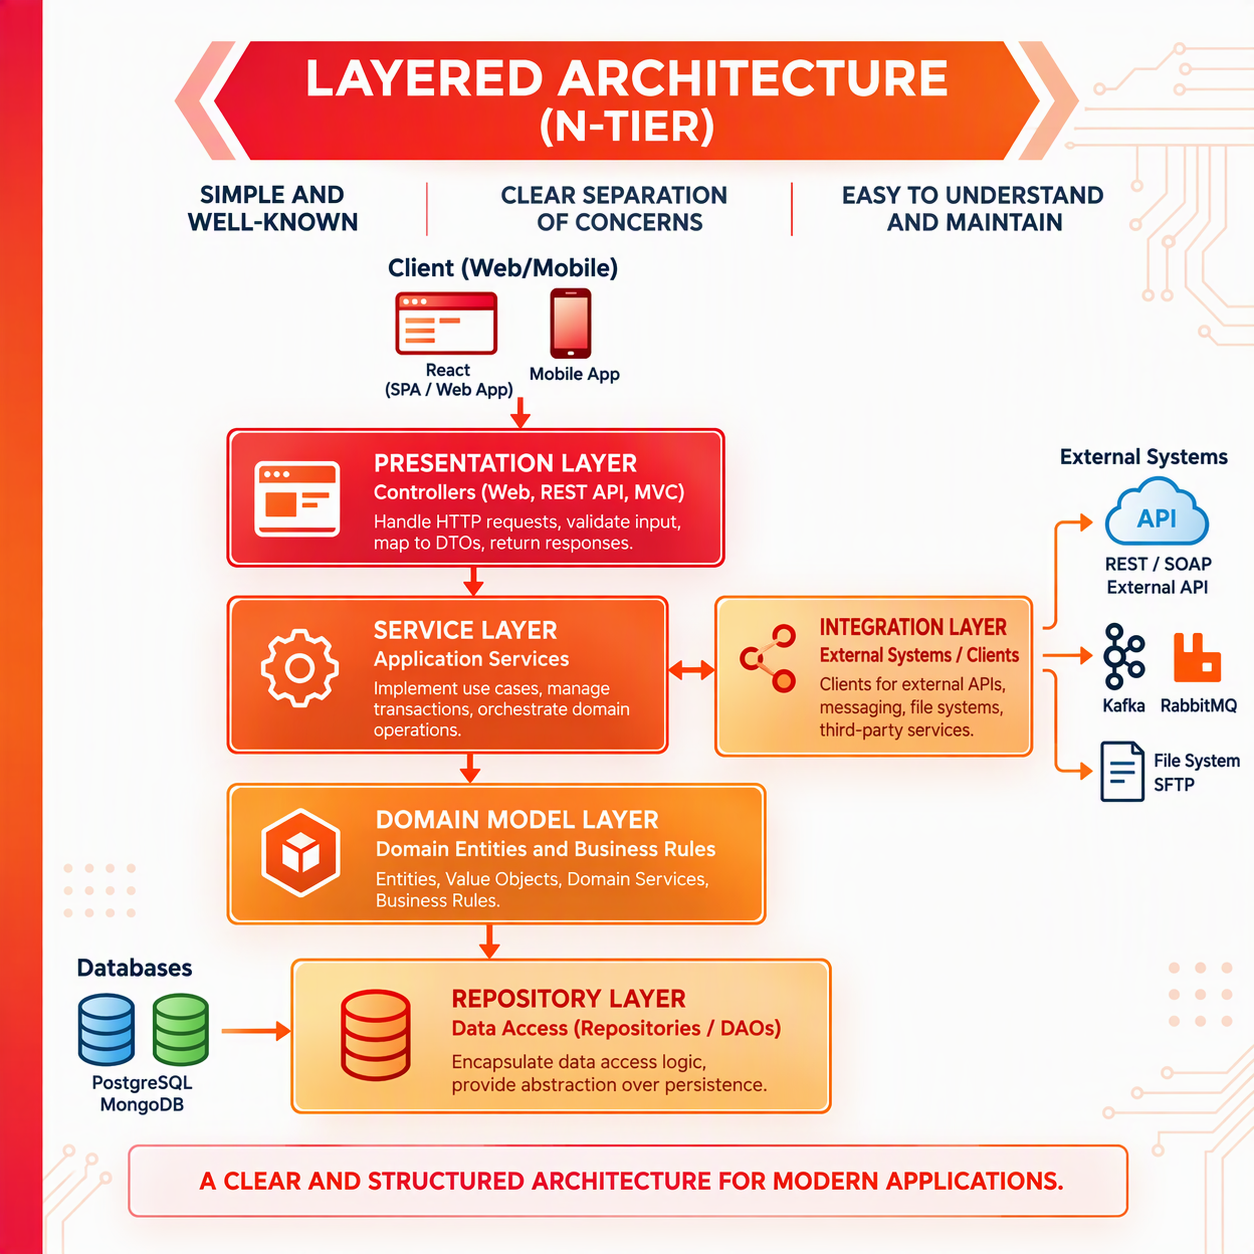 LAYERED ARCHITECTURE
(N-TIER)
SIMPLE AND
WELL-KNOWN
CLEAR SEPARATION
OF CONCERNS
EASY TO UNDERSTAND
AND MAINTAIN
Client (Web/Mobile)
React
(SPA / Web App)
Mobile App
PRESENTATION LAYER
Controllers (Web, REST API, MVC)
Handle HTTP requests, validate input,
map to DTOs, return responses.
SERVICE LAYER
Application Services
Implement use cases, manage
transactions, orchestrate domain
operations.
INTEGRATION LAYER
External Systems / Clients
Clients for external APIs,
messaging, file systems,
third-party services.
External Systems
API
REST / SOAP
External API
Kafka
RabbitMQ
File System
SFTP
DOMAIN MODEL LAYER
Domain Entities and Business Rules
Entities, Value Objects, Domain Services,
Business Rules.
Databases
PostgreSQL
MongoDB
REPOSITORY LAYER
Data Access (Repositories / DAOs)
Encapsulate data access logic,
provide abstraction over persistence.
A CLEAR AND STRUCTURED ARCHITECTURE FOR MODERN APPLICATIONS.